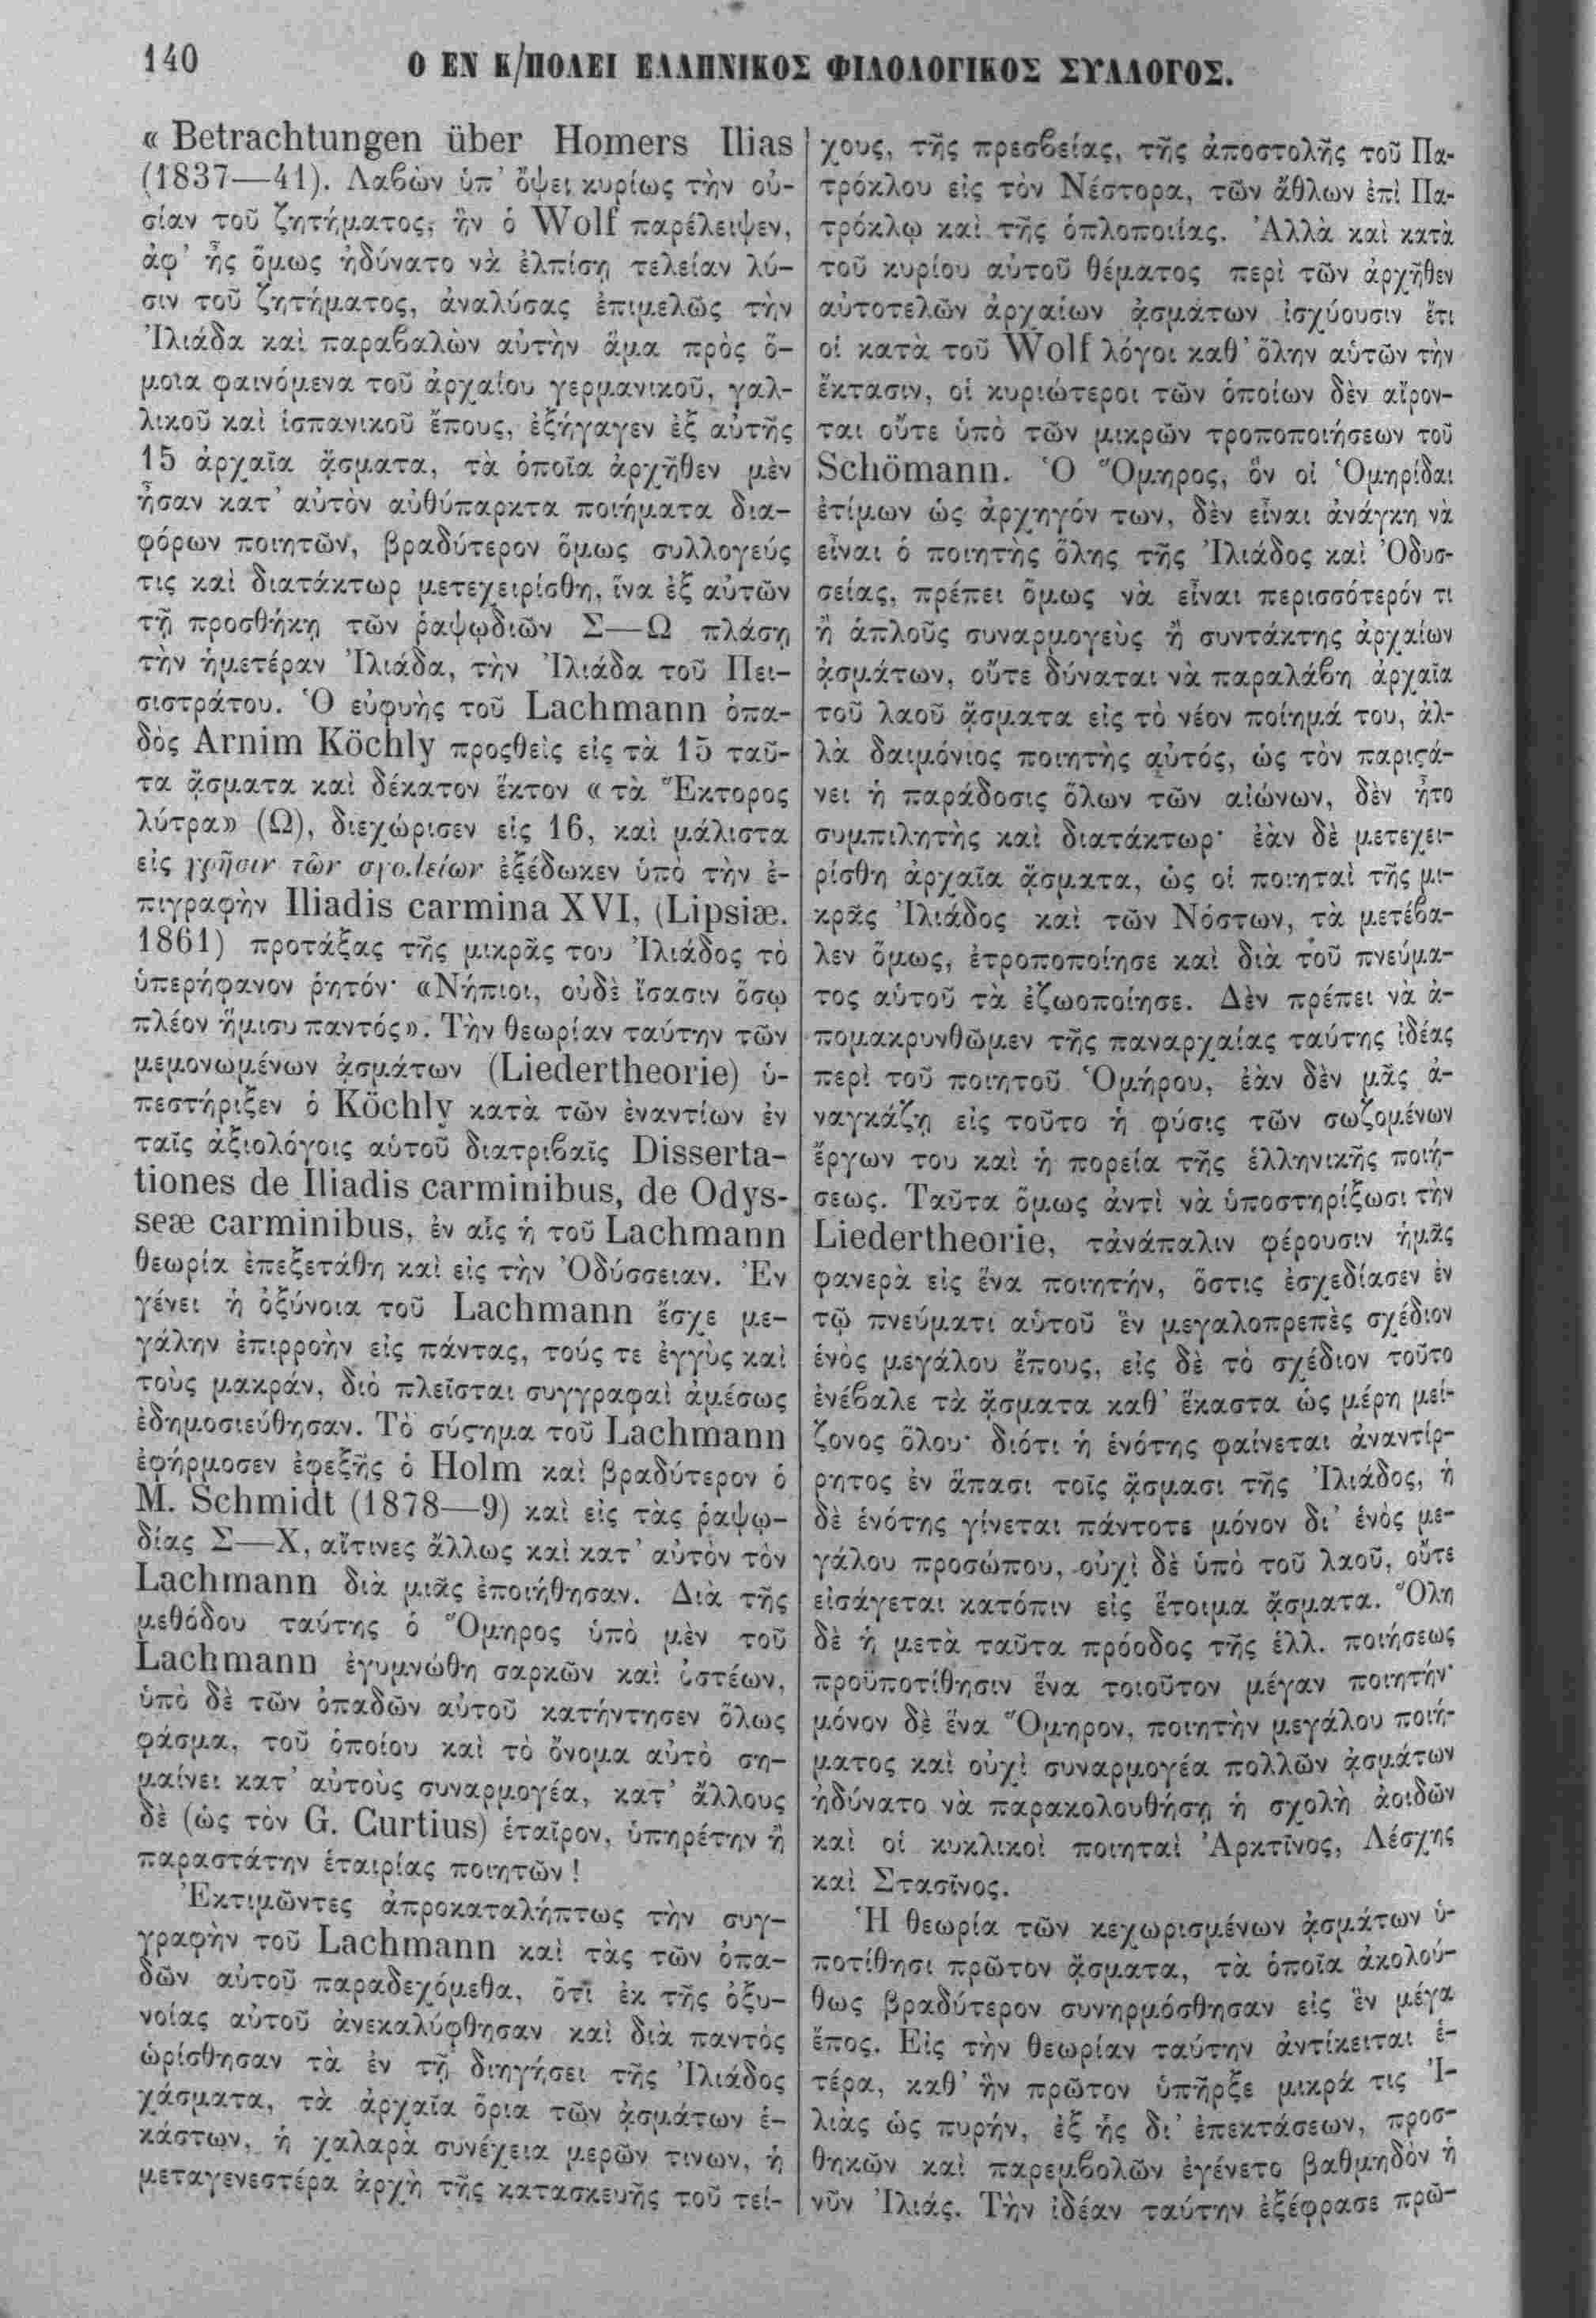 140
Ο ΕΝ Κ/ΠΟΛΕΙ ΕΛΛΗΝΙΚΟΣ ΦΙΛΟΛΟΓΙΚΟΣ ΣΥΛΛΟΓΟΣ.
« Betrachtungen über Homers Ilias
(1837—41). Λαβὼν ὑπ' ὄψει κυρίως τὴν οὐ-
σίαν τοῦ ζητήματος, ἣν ὁ Wolf παρέλειψεν,
ἀφ' ἧς ὅμως ἠδύνατο νὰ ἐλπίσῃ τελείαν λύ-
σιν τοῦ ζητήματος, ἀναλύσας ἐπιμελῶς τὴν
Ἰλιάδα καὶ παραβαλὼν αὐτὴν ἅμα πρὸς ὅ-
μοια φαινόμενα τοῦ ἀρχαίου γερμανικοῦ, γαλ-
λικοῦ καὶ ἱσπανικοῦ ἔπους, ἐξήγαγεν ἐξ αὐτῆς
15 ἀρχαῖα ᾄσματα, τὰ ὁποῖα ἀρχῆθεν μὲν
ἦσαν κατ' αὐτὸν αὐθύπαρκτα ποιήματα δια-
φόρων ποιητῶν, βραδύτερον ὅμως συλλογεύς
τις καὶ διατάκτωρ μετεχειρίσθη, ἵνα ἐξ αὐτῶν
τῇ προσθήκῃ τῶν ῥαψῳδιῶν Σ—Ω πλάσῃ
τὴν ἡμετέραν Ἰλιάδα, τὴν Ἰλιάδα τοῦ Πει-
σιστράτου. Ὁ εὐφυὴς τοῦ Lachmann ὀπα-
δὸς Arnim Köchly προςθεὶς εἰς τὰ 15 ταῦ-
τα ᾄσματα καὶ δέκατον ἕκτον « τὰ Ἕκτορος
λύτρα» (Ω), διεχώρισεν εἰς 16, καὶ μάλιστα
εἰς χρῆσιν τῶν σχολείων ἐξέδωκεν ὑπὸ τὴν ἐ-
πιγραφὴν Iliadis carmina XVI, (Lipsiæ.
1861) προτάξας τῆς μικρᾶς του Ἰλιάδος τὸ
ὑπερήφανον ῥητόν· «Νήπιοι, οὐδὲ ἴσασιν ὅσῳ
πλέον ἥμισυ παντός». Τὴν θεωρίαν ταύτην τῶν
μεμονωμένων ᾀσμάτων (Liedertheorie) ὑ-
πεστήριξεν ὁ Köchly κατὰ τῶν ἐναντίων ἐν
ταῖς ἀξιολόγοις αὑτοῦ διατριβαῖς Disserta-
tiones de Iliadis carminibus, de Odys-
seæ carminibus, ἐν αἷς ἡ τοῦ Lachmann
θεωρία ἐπεξετάθη καὶ εἰς τὴν Ὀδύσσειαν. Ἐν
γένει ἡ ὀξύνοια τοῦ Lachmann ἔσχε με-
γάλην ἐπιρροὴν εἰς πάντας, τούς τε ἐγγὺς καὶ
τοὺς μακράν, διὸ πλεῖσται συγγραφαὶ ἀμέσως
ἐδημοσιεύθησαν. Τὸ σύστημα τοῦ Lachmann
ἐφήρμοσεν ἐφεξῆς ὁ Holm καὶ βραδύτερον ὁ
M. Schmidt (1878—9) καὶ εἰς τὰς ῥαψῳ-
δίας Σ—Χ, αἵτινες ἄλλως καὶ κατ' αὐτὸν τὸν
Lachmann διὰ μιᾶς ἐποιήθησαν. Διὰ τῆς
μεθόδου ταύτης ὁ Ὅμηρος ὑπὸ μὲν τοῦ
Lachmann ἐγυμνώθη σαρκῶν καὶ ὀστέων,
ὑπὸ δὲ τῶν ὀπαδῶν αὐτοῦ κατήντησεν ὅλως
φάσμα, τοῦ ὁποίου καὶ τὸ ὄνομα αὐτὸ ση-
μαίνει κατ' αὐτοὺς συναρμογέα, κατ' ἄλλους
δὲ (ὡς τὸν G. Curtius) ἑταῖρον, ὑπηρέτην ἢ
παραστάτην ἑταιρίας ποιητῶν !
Ἐκτιμῶντες ἀπροκαταλήπτως τὴν συγ-
γραφὴν τοῦ Lachmann καὶ τὰς τῶν ὀπα-
δῶν αὐτοῦ παραδεχόμεθα, ὅτι ἐκ τῆς ὀξυ-
νοίας αὐτοῦ ἀνεκαλύφθησαν καὶ διὰ παντὸς
ὡρίσθησαν τὰ ἐν τῇ διηγήσει τῆς Ἰλιάδος
χάσματα, τὰ ἀρχαῖα ὅρια τῶν ᾀσμάτων ἑ-
κάστων, ἡ χαλαρὰ συνέχεια μερῶν τινων, ἡ
μεταγενεστέρα ἀρχὴ τῆς κατασκευῆς τοῦ τεί-
χους, τῆς πρεσβείας, τῆς ἀποστολῆς τοῦ Πα-
τρόκλου εἰς τὸν Νέστορα, τῶν ἄθλων ἐπὶ Πα-
τρόκλῳ καὶ τῆς ὁπλοποιίας. Ἀλλὰ καὶ κατὰ
τοῦ κυρίου αὐτοῦ θέματος περὶ τῶν ἀρχῆθεν
αὐτοτελῶν ἀρχαίων ᾀσμάτων ἰσχύουσιν ἔτι
οἱ κατὰ τοῦ Wolf λόγοι καθ' ὅλην αὐτῶν τὴν
ἔκτασιν, οἱ κυριώτεροι τῶν ὁποίων δὲν αἴρον-
ται οὔτε ὑπὸ τῶν μικρῶν τροποποιήσεων τοῦ
Schömann. Ὁ Ὅμηρος, ὃν οἱ Ὁμηρίδαι
ἐτίμων ὡς ἀρχηγόν των, δὲν εἶναι ἀνάγκη νὰ
εἶναι ὁ ποιητὴς ὅλης τῆς Ἰλιάδος καὶ Ὀδυσ-
σείας, πρέπει ὅμως νὰ εἶναι περισσότερόν τι
ἢ ἁπλοῦς συναρμογεὺς ἢ συντάκτης ἀρχαίων
ᾀσμάτων, οὔτε δύναται νὰ παραλάβῃ ἀρχαῖα
τοῦ λαοῦ ᾄσματα εἰς τὸ νέον ποίημά του, ἀλ-
λὰ δαιμόνιος ποιητὴς αὐτός, ὡς τὸν παριστά-
νει ἡ παράδοσις ὅλων τῶν αἰώνων, δὲν ἦτο
συμπιλητὴς καὶ διατάκτωρ· ἐὰν δὲ μετεχει-
ρίσθη ἀρχαῖα ᾄσματα, ὡς οἱ ποιηταὶ τῆς μι-
κρᾶς Ἰλιάδος καὶ τῶν Νόστων, τὰ μετέβα-
λεν ὅμως, ἐτροποποίησε καὶ διὰ τοῦ πνεύμα-
τος αὑτοῦ τὰ ἐζωοποίησε. Δὲν πρέπει νὰ ἀ-
πομακρυνθῶμεν τῆς παναρχαίας ταύτης ἰδέας
περὶ τοῦ ποιητοῦ Ὁμήρου, ἐὰν δὲν μᾶς ἀ-
ναγκάζῃ εἰς τοῦτο ἡ φύσις τῶν σωζομένων
ἔργων του καὶ ἡ πορεία τῆς ἑλληνικῆς ποιή-
σεως. Ταῦτα ὅμως ἀντὶ νὰ ὑποστηρίξωσι τὴν
Liedertheorie, τἀνάπαλιν φέρουσιν ἡμᾶς
φανερὰ εἰς ἕνα ποιητήν, ὅστις ἐσχεδίασεν ἐν
τῷ πνεύματι αὑτοῦ ἓν μεγαλοπρεπὲς σχέδιον
ἑνὸς μεγάλου ἔπους, εἰς δὲ τὸ σχέδιον τοῦτο
ἐνέβαλε τὰ ᾄσματα καθ' ἕκαστα ὡς μέρη μεί-
ζονος ὅλου· διότι ἡ ἑνότης φαίνεται ἀναντίρ-
ρητος ἐν ἅπασι τοῖς ᾄσμασι τῆς Ἰλιάδος, ἡ
δὲ ἑνότης γίνεται πάντοτε μόνον δι' ἑνὸς με-
γάλου προσώπου, οὐχὶ δὲ ὑπὸ τοῦ λαοῦ, οὔτε
εἰσάγεται κατόπιν εἰς ἕτοιμα ᾄσματα. Ὅλη
δὲ ἡ μετὰ ταῦτα πρόοδος τῆς ἑλλ. ποιήσεως
προϋποτίθησιν ἕνα τοιοῦτον μέγαν ποιητήν·
μόνον δὲ ἕνα Ὅμηρον, ποιητὴν μεγάλου ποιή-
ματος καὶ οὐχὶ συναρμογέα πολλῶν ᾀσμάτων
ἠδύνατο νὰ παρακολουθήσῃ ἡ σχολὴ ἀοιδῶν
καὶ οἱ κυκλικοὶ ποιηταὶ Ἀρκτῖνος, Λέσχης
καὶ Στασῖνος.
Ἡ θεωρία τῶν κεχωρισμένων ᾀσμάτων ὑ-
ποτίθησι πρῶτον ᾄσματα, τὰ ὁποῖα ἀκολού-
θως βραδύτερον συνηρμόσθησαν εἰς ἓν μέγα
ἔπος. Εἰς τὴν θεωρίαν ταύτην ἀντίκειται ἑ-
τέρα, καθ' ἣν πρῶτον ὑπῆρξε μικρά τις Ἰ-
λιὰς ὡς πυρήν, ἐξ ἧς δι' ἐπεκτάσεων, προσ-
θηκῶν καὶ παρεμβολῶν ἐγένετο βαθμηδὸν ἡ
νῦν Ἰλιάς. Τὴν ἰδέαν ταύτην ἐξέφρασε πρῶ-